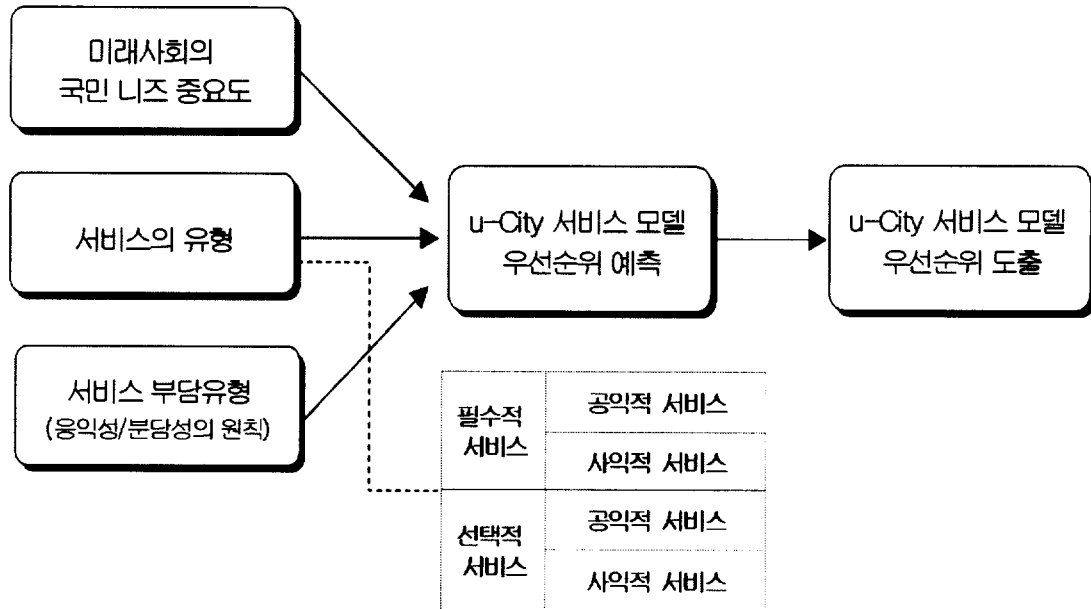 미래사회의
국민 니즈 중요도
서비스의 유형
서비스 부담유형
(응익성/분담성의 원칙)
u-City 서비스 모델
우선순위 예측
u-City 서비스 모델
우선순위 도출
필수적
서비스
공익적 서비스
사익적 서비스
선택적
서비스
공익적 서비스
사익적 서비스